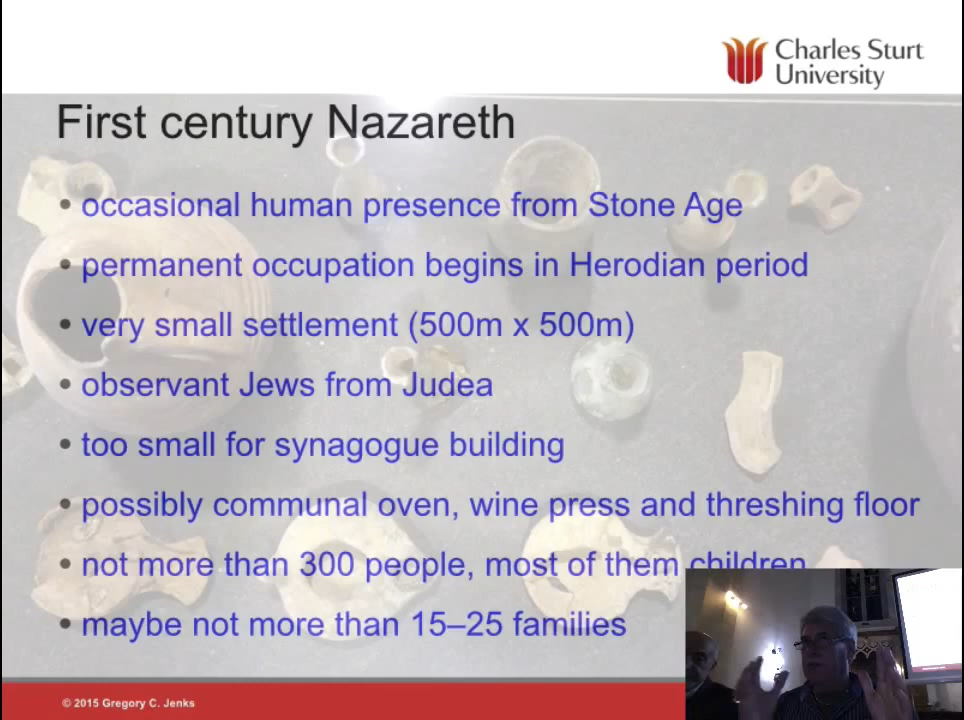 Charles Sturt
University
First century Nazareth
• occasional human presence from Stone Age
• permanent occupation begins in Herodian period
• very small settlement (500m x 500m)
• observant Jews from Judea
• too small for synagogue building
• possibly communal oven, wine press and threshing floor
• not more than 300 people, most of them children
• maybe not more than 15–25 families
© 2015 Gregory C. Jenks